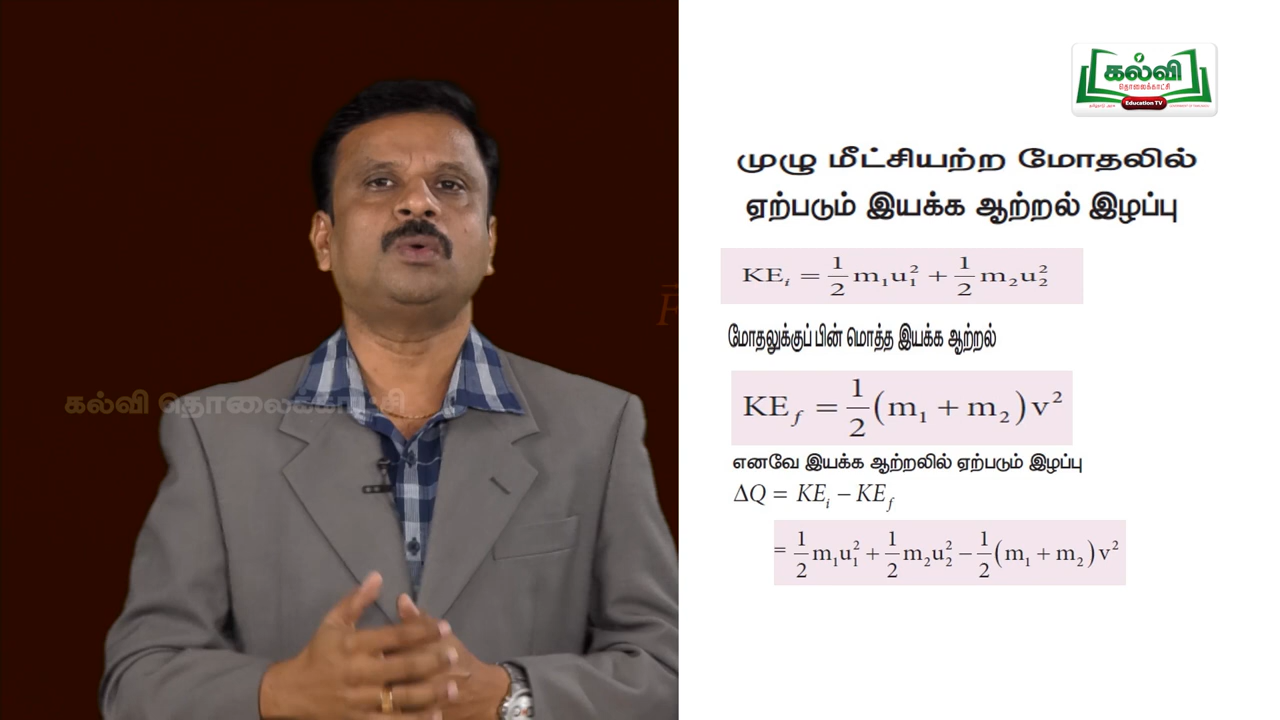 கல்வி
தொலைக்காட்சி
Education TV
முழு மீட்சியற்ற மோதலில்
ஏற்படும் இயக்க ஆற்றல் இழப்பு
KEᵢ = 1/2 m₁u₁² + 1/2 m₂u₂²
மோதலுக்குப் பின் மொத்த இயக்க ஆற்றல்
KE_f = 1/2 (m₁ + m₂) v²
எனவே இயக்க ஆற்றலில் ஏற்படும் இழப்பு
ΔQ = KEᵢ − KE_f
= 1/2 m₁u₁² + 1/2 m₂u₂² − 1/2 (m₁ + m₂) v²
கல்வி தொலைக்காட்சி